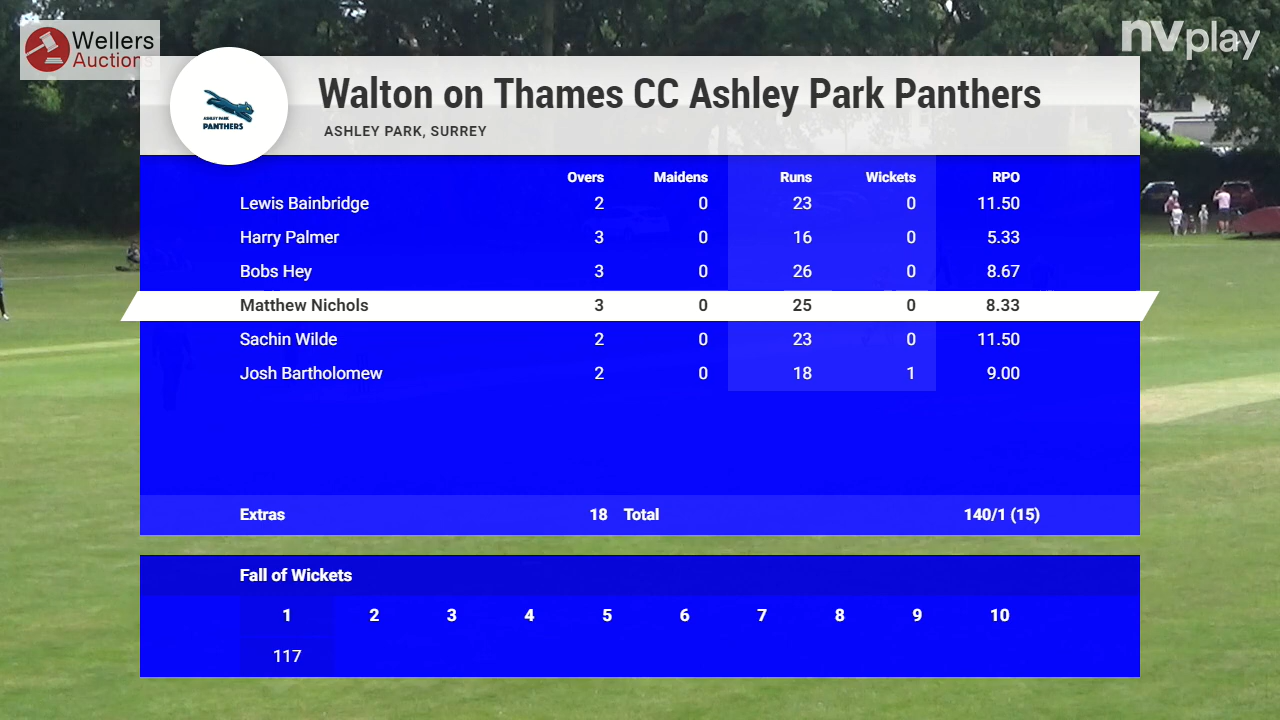 Wellers
Auctions
nvplay
ASHLEY PARK
PANTHERS
Walton on Thames CC Ashley Park Panthers
ASHLEY PARK, SURREY
Overs Maidens Runs Wickets RPO
Lewis Bainbridge 2 0 23 0 11.50
Harry Palmer 3 0 16 0 5.33
Bobs Hey 3 0 26 0 8.67
Matthew Nichols 3 0 25 0 8.33
Sachin Wilde 2 0 23 0 11.50
Josh Bartholomew 2 0 18 1 9.00
Extras 18 Total 140/1 (15)
Fall of Wickets
1 2 3 4 5 6 7 8 9 10
117